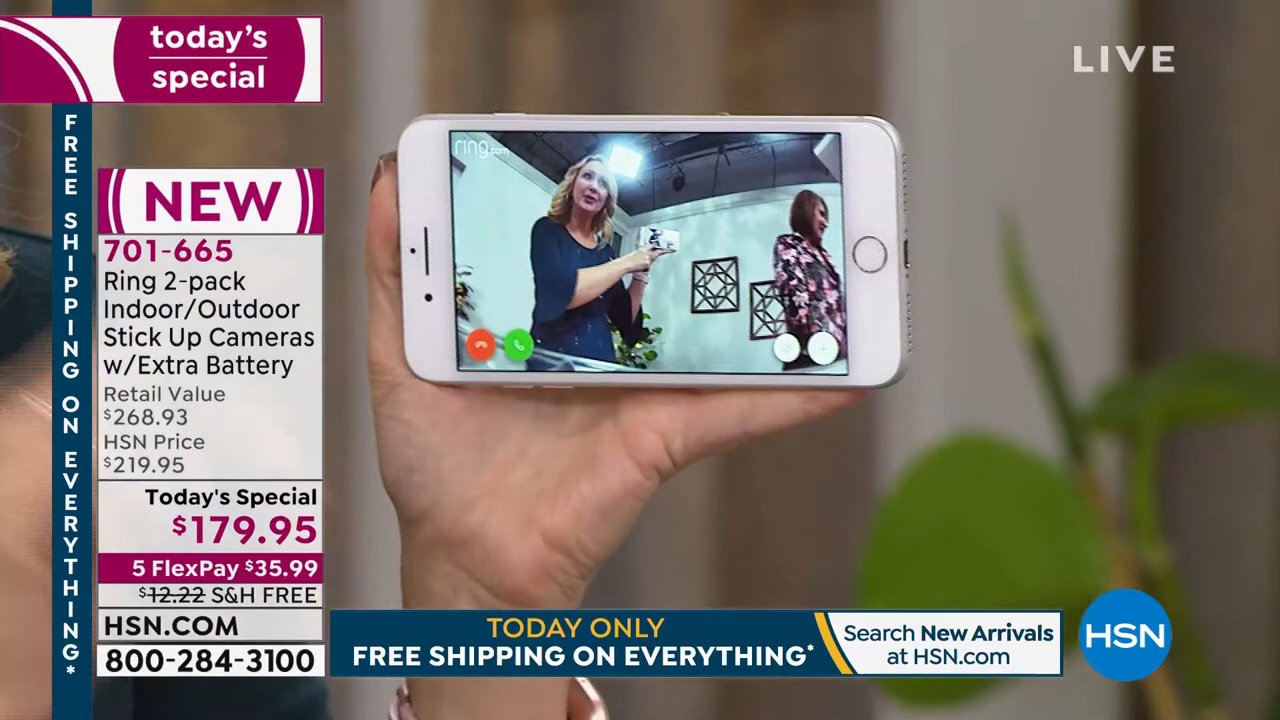 today's
special
LIVE
FREE SHIPPING ON EVERYTHING*
NEW
701-665
Ring 2-pack
Indoor/Outdoor
Stick Up Cameras
w/Extra Battery
Retail Value
$268.93
HSN Price
$219.95
Today's Special
$179.95
5 FlexPay $35.99
$12.22 S&H FREE
HSN.COM
800-284-3100
ring.com
TODAY ONLY
FREE SHIPPING ON EVERYTHING*
Search New Arrivals
at HSN.com
HSN